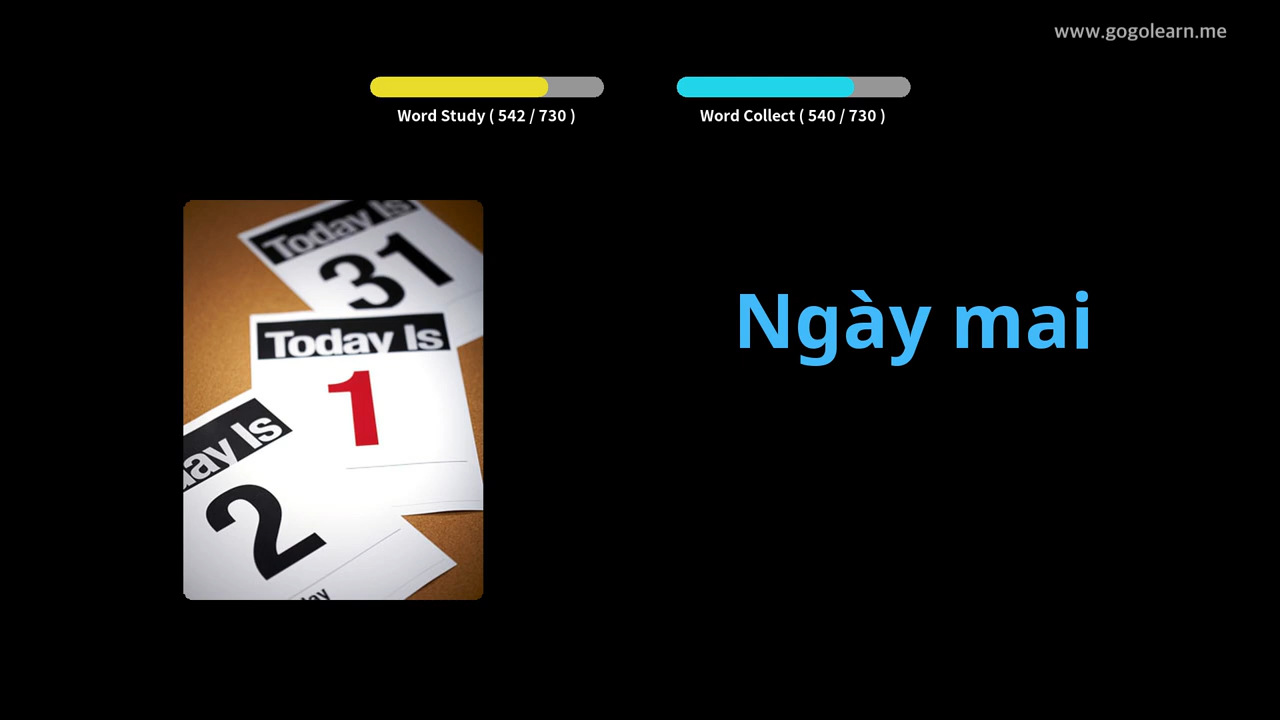 www.gogolearn.me
Word Study ( 542 / 730 )
Word Collect ( 540 / 730 )
Today Is
31
Today Is
1
ay Is
2
day
Ngày mai